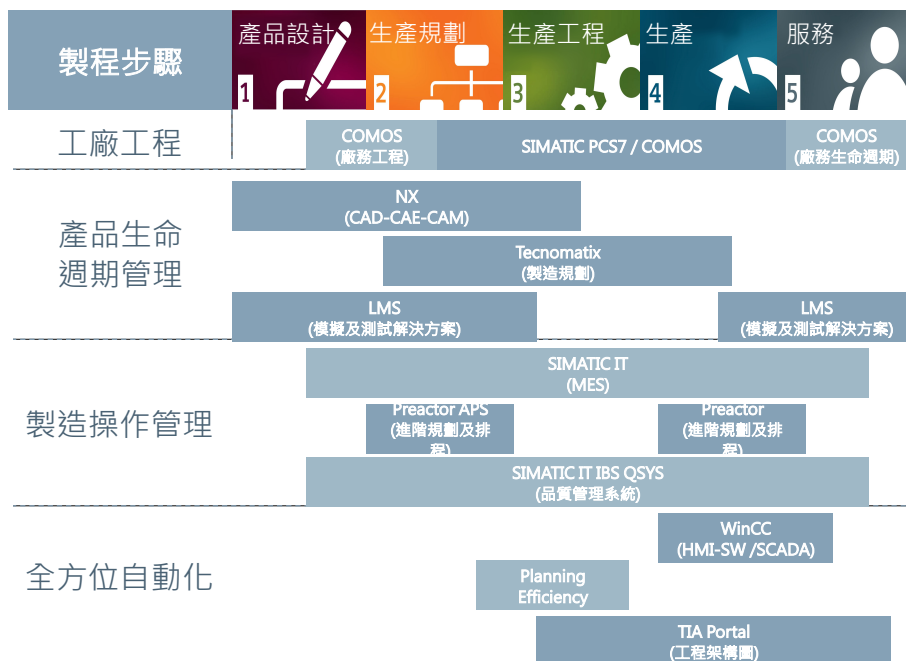 製程步驟
產品設計
1
生產規劃
2
生產工程
3
生產
4
服務
5
工廠工程
COMOS
(廠務工程)
SIMATIC PCS7 / COMOS
COMOS
(廠務生命週期)
產品生命
週期管理
NX
(CAD-CAE-CAM)
Tecnomatix
(製造規劃)
LMS
(模擬及測試解決方案)
LMS
(模擬及測試解決方案)
製造操作管理
SIMATIC IT
(MES)
Preactor APS
(進階規劃及排
程)
Preactor
(進階規劃及排
程)
SIMATIC IT IBS QSYS
(品質管理系統)
全方位自動化
WinCC
(HMI-SW /SCADA)
Planning
Efficiency
TIA Portal
(工程架構圖)